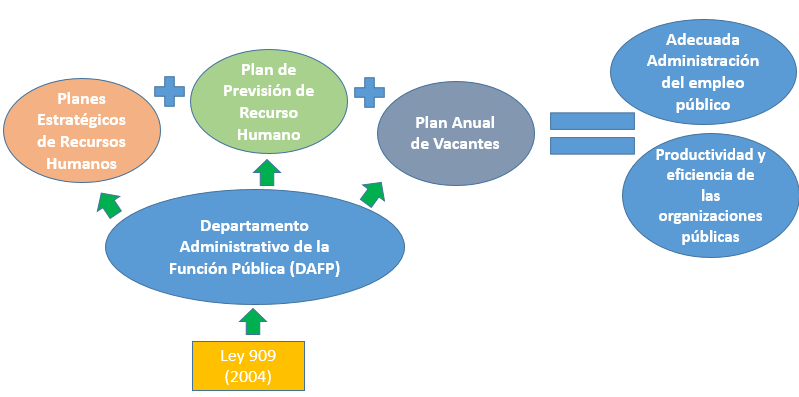 Planes
Estratégicos
de Recursos
Humanos
Plan de
Previsión de
Recurso
Humano
Plan Anual
de Vacantes
Adecuada
Administración
del empleo
público
Productividad y
eficiencia de
las
organizaciones
públicas
Departamento
Administrativo de la
Función Pública (DAFP)
Ley 909
(2004)